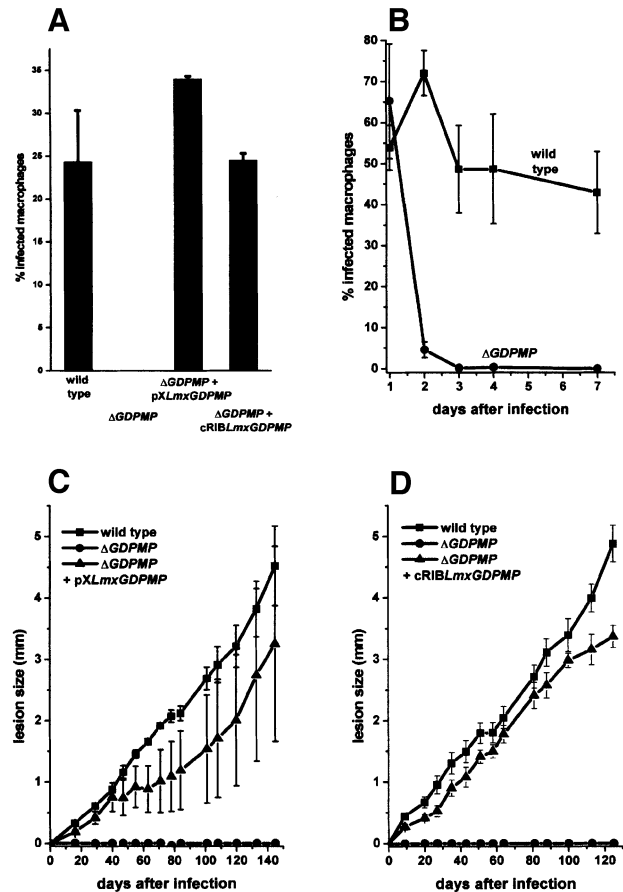 A
B
% infected macrophages
35
30
25
20
15
10
5
0
wild type
ΔGDPMP
ΔGDPMP + pXLmxGDPMP
ΔGDPMP + cRIBLmxGDPMP
% infected macrophages
80
70
60
50
40
30
20
10
0
wild type
ΔGDPMP
1 2 3 4 5 6 7
days after infection
C
D
lesion size (mm)
5
4
3
2
1
0
wild type
ΔGDPMP
ΔGDPMP
+ pXLmxGDPMP
0 20 40 60 80 100 120 140
days after infection
lesion size (mm)
5
4
3
2
1
0
wild type
ΔGDPMP
ΔGDPMP
+ cRIBLmxGDPMP
0 20 40 60 80 100 120
days after infection